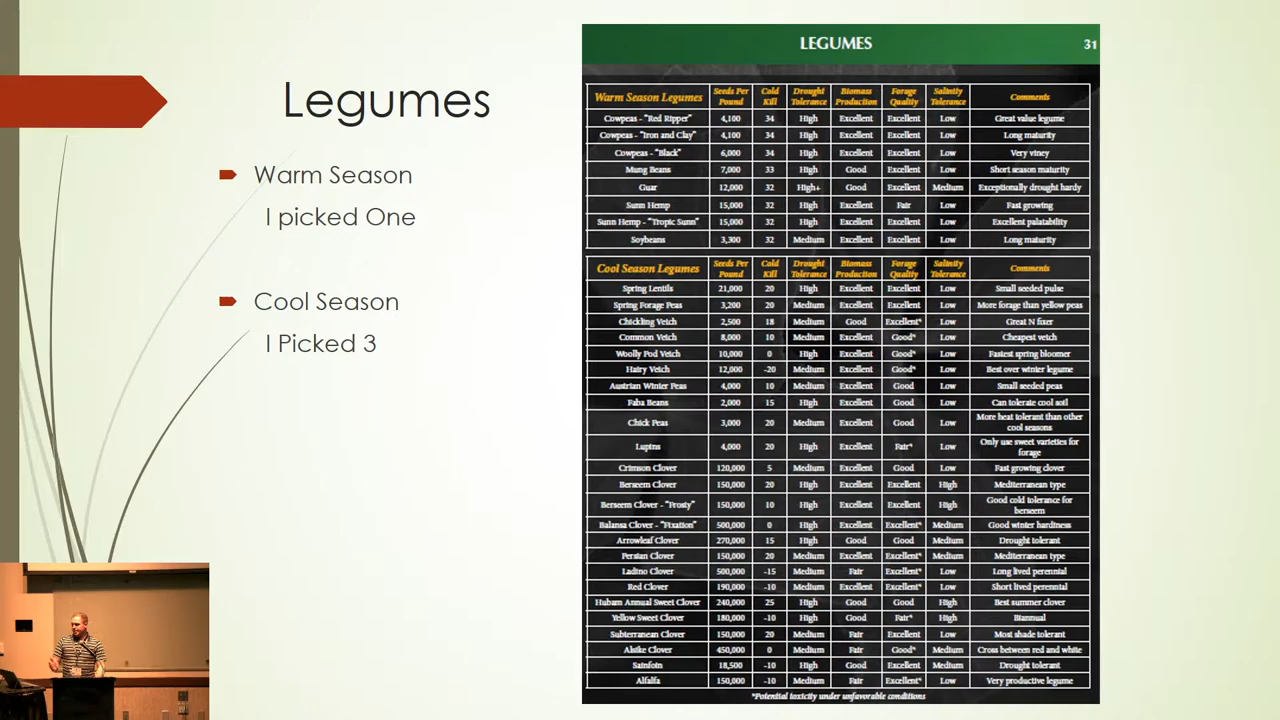 Legumes
Warm Season
I picked One
Cool Season
I Picked 3
LEGUMES 31
Warm Season Legumes Seeds Per Pound Cold Kill Drought Tolerance Biomass Production Forage Quality Salinity Tolerance Comments
Cowpeas - "Red Ripper" 4,100 34 High Excellent Excellent Low Great value legume
Cowpeas - "Iron and Clay" 4,100 34 High Excellent Excellent Low Long maturity
Cowpeas - "Black" 6,000 34 High Excellent Excellent Low Very viney
Mung Beans 7,000 33 High Good Excellent Low Short season maturity
Guar 12,000 32 High+ Good Excellent Medium Exceptionally drought hardy
Sunn Hemp 15,000 32 High Excellent Fair Low Fast growing
Sunn Hemp - "Tropic Sunn" 15,000 32 High Excellent Excellent Low Excellent palatability
Soybeans 3,300 32 Medium Excellent Excellent Low Long maturity
Cool Season Legumes Seeds Per Pound Cold Kill Drought Tolerance Biomass Production Forage Quality Salinity Tolerance Comments
Spring Lentils 21,000 20 High Excellent Excellent Low Small seeded pulse
Spring Forage Peas 3,200 20 Medium Excellent Excellent Low More forage than yellow peas
Chickling Vetch 2,500 18 Medium Good Excellent* Low Great N fixer
Common Vetch 8,000 10 Medium Excellent Good* Low Cheapest vetch
Woolly Pod Vetch 10,000 0 High Excellent Good* Low Fastest spring bloomer
Hairy Vetch 12,000 -20 Medium Excellent Good* Low Best over winter legume
Austrian Winter Peas 4,000 10 Medium Excellent Good Low Small seeded peas
Faba Beans 2,000 15 High Excellent Good Low Can tolerate cool soil
Chick Peas 3,000 20 Medium Excellent Good Low More heat tolerant than other cool seasons
Lupins 4,000 20 High Excellent Fair* Low Only use sweet varieties for forage
Crimson Clover 120,000 5 Medium Excellent Good Low Fast growing clover
Berseem Clover 150,000 20 High Excellent Excellent High Mediterranean type
Berseem Clover - "Frosty" 150,000 10 High Excellent Excellent High Good cold tolerance for berseem
Balansa Clover - "Fixation" 500,000 0 High Excellent Excellent* Medium Good winter hardiness
Arrowleaf Clover 270,000 15 High Good Good Medium Drought tolerant
Persian Clover 150,000 20 Medium Excellent Excellent* Medium Mediterranean type
Ladino Clover 500,000 -15 Medium Fair Excellent* Low Long lived perennial
Red Clover 190,000 -10 Medium Excellent Excellent* Low Short lived perennial
Hubam Annual Sweet Clover 240,000 25 High Good Good High Best summer clover
Yellow Sweet Clover 180,000 -10 High Good Fair* High Biannual
Subterranean Clover 150,000 20 Medium Fair Excellent Low Most shade tolerant
Alsike Clover 450,000 0 Medium Fair Good* Medium Cross between red and white
Sainfoin 18,500 -10 High Good Excellent Medium Drought tolerant
Alfalfa 150,000 -10 Medium Fair Excellent* Low Very productive legume
*Potential toxicity under unfavorable conditions